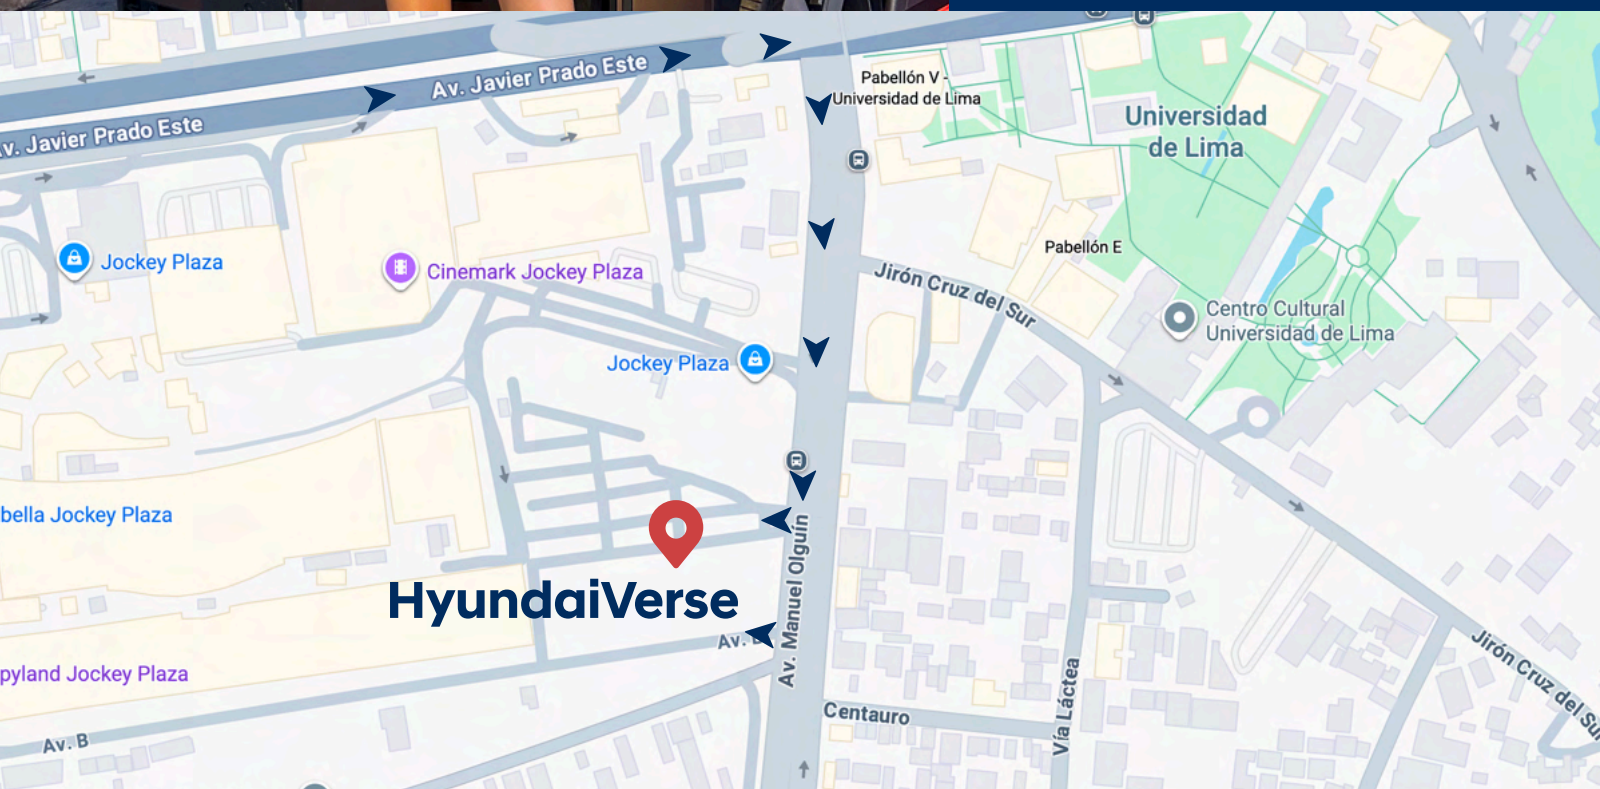 Av. Javier Prado Este
v. Javier Prado Este
Pabellón V -
Universidad de Lima
Universidad
de Lima
Jockey Plaza
Cinemark Jockey Plaza
Pabellón E
Jirón Cruz del Sur
Centro Cultural
Universidad de Lima
Jockey Plaza
bella Jockey Plaza
HyundaiVerse
Av. Manuel Olguín
Av.
pyland Jockey Plaza
Av. B
Centauro
Vía Láctea
Jirón Cruz del Sur